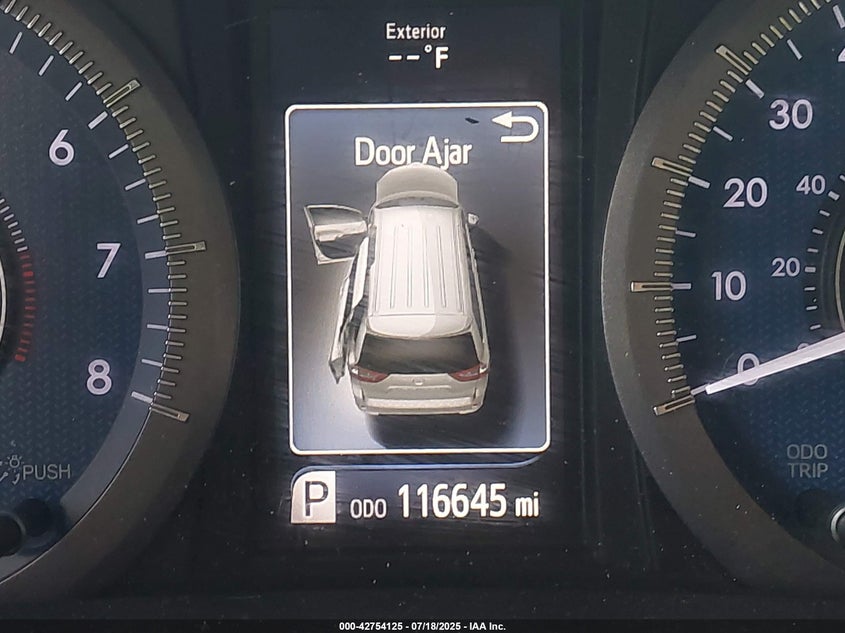 Exterior
--°F
Door Ajar
6
7
8
30
20
10
0
40
20
PUSH
ODO
TRIP
P ODO 116645 mi
000-42754125 - 07/18/2025 - IAA Inc.